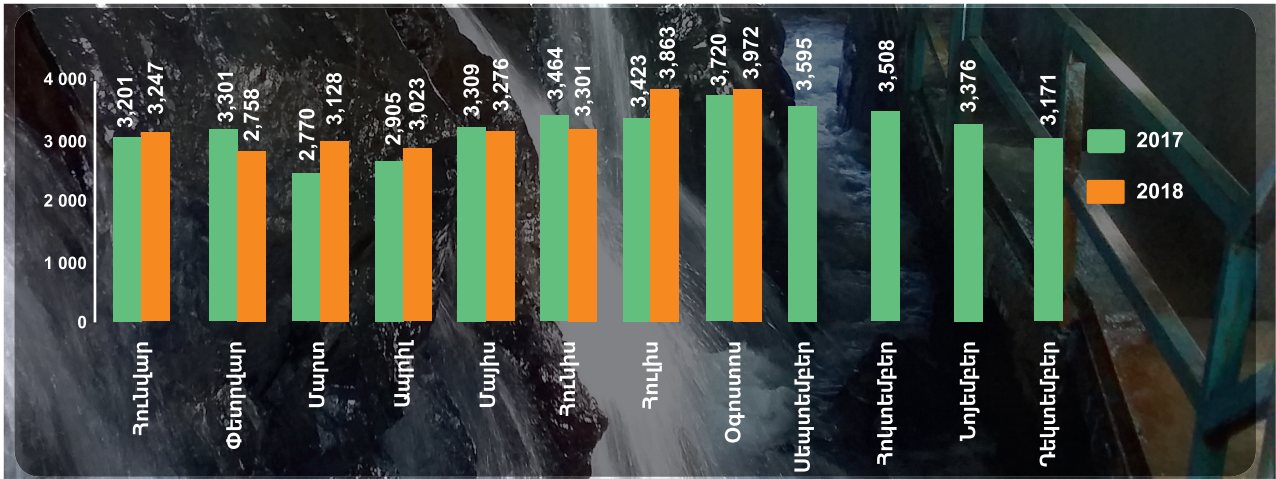 4 000
3 000
2 000
1 000
0
3,201
3,247
3,301
2,758
2,770
3,128
2,905
3,023
3,309
3,276
3,464
3,301
3,423
3,863
3,720
3,972
3,595
3,508
3,376
3,171
2017
2018
Հունվար
Փետրվար
Մարտ
Ապրիլ
Մայիս
Հունիս
Հուլիս
Օգոստոս
Սեպտեմբեր
Հոկտեմբեր
Նոյեմբեր
Դեկտեմբեր